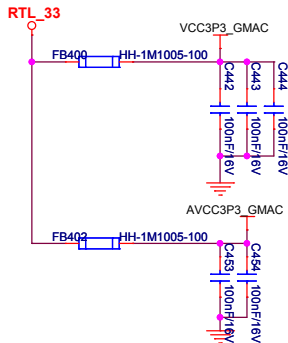 RTL_33
VCC3P3_GMAC
FB400 HH-1M1005-100
C442
100nF/16V
C443
100nF/16V
C444
100nF/16V
AVCC3P3_GMAC
FB402 HH-1M1005-100
C453
100nF/16V
C454
100nF/16V